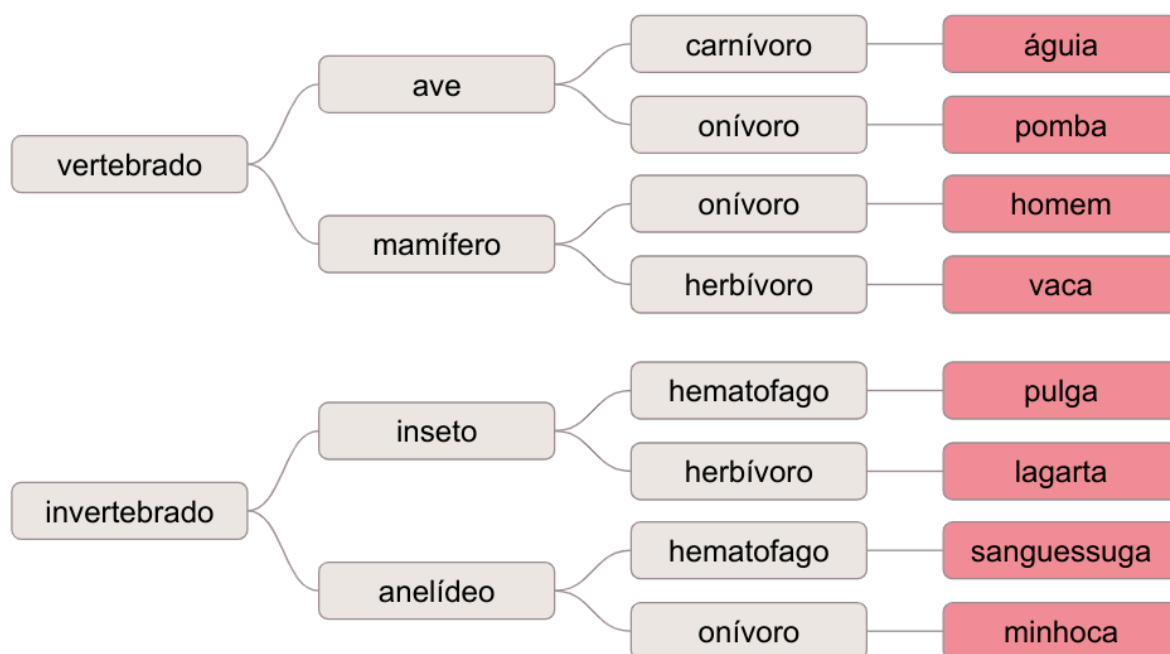 carnívoro
águia
ave
onívoro
pomba
vertebrado
onívoro
homem
mamífero
herbívoro
vaca
hematofago
pulga
inseto
herbívoro
lagarta
invertebrado
hematofago
sanguessuga
anelídeo
onívoro
minhoca